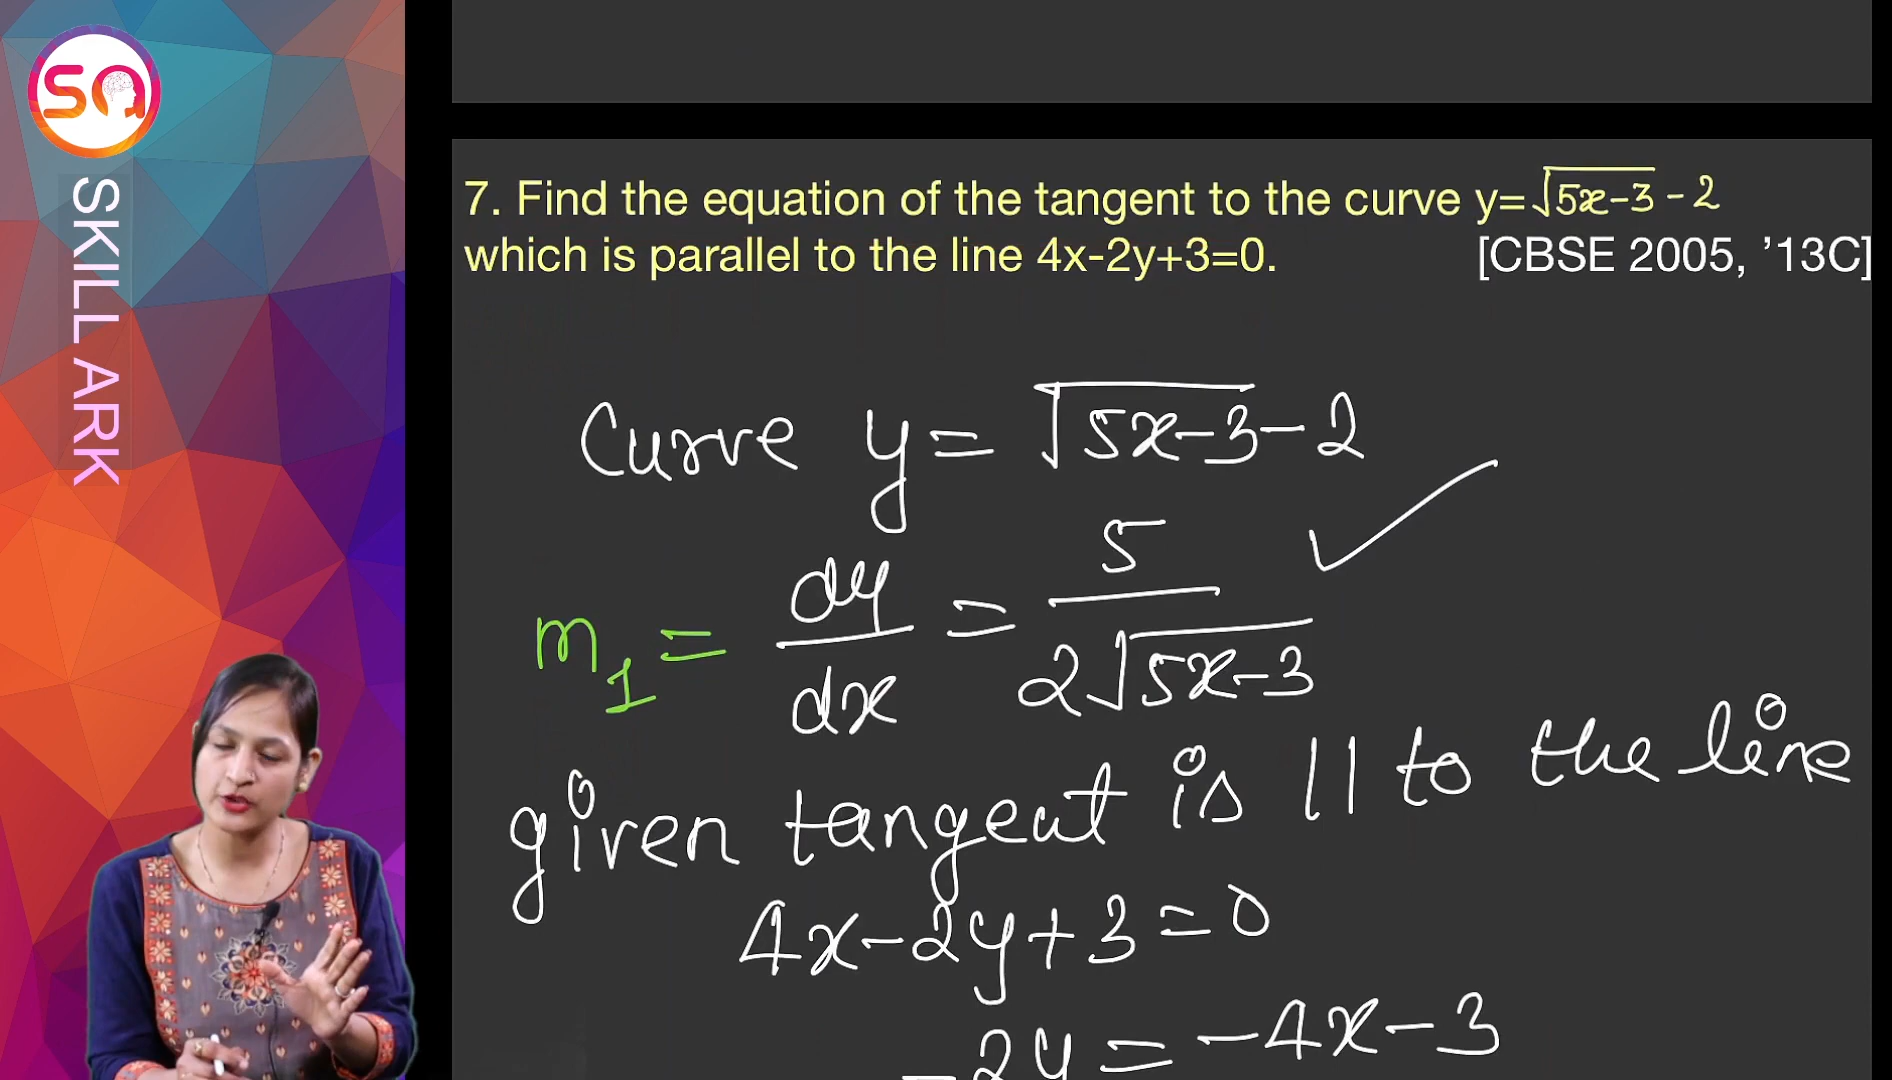 SKILL ARK
7. Find the equation of the tangent to the curve y=√5x-3 - 2
which is parallel to the line 4x-2y+3=0. [CBSE 2005, ’13C]
Curve y = √5x-3 - 2
m₁ = dy/dx = 5/2√5x-3
given tangent is || to the line
4x-2y+3=0
-2y = -4x-3